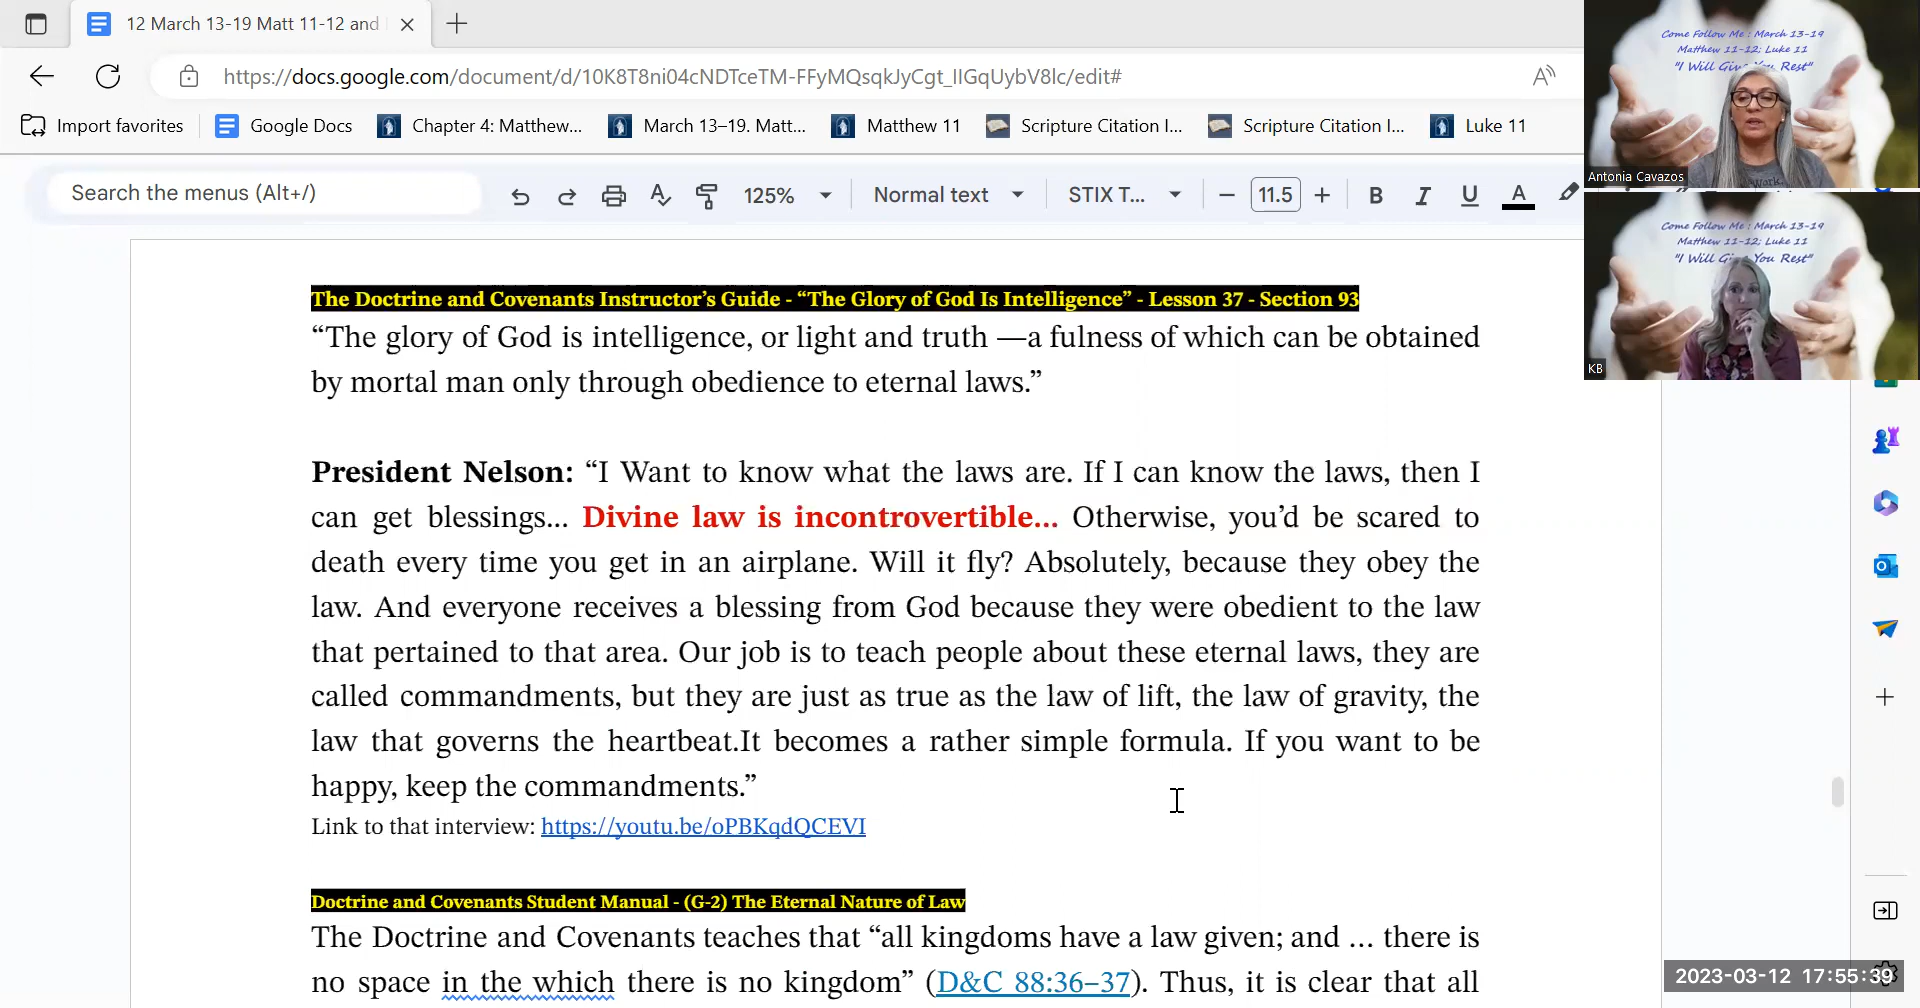 12 March 13-19 Matt 11-12 and
https://docs.google.com/document/d/10K8T8ni04cNDTceTM-FFyMQsqkJyCgt_IIGqUybV8lc/edit#
Import favorites Google Docs Chapter 4: Matthew... March 13–19. Matt... Matthew 11 Scripture Citation I... Scripture Citation I... Luke 11
Search the menus (Alt+/) 125% Normal text STIX T... 11.5 B I U A
Come Follow Me : March 13-19
Matthew 11-12; Luke 11
"I Will Give You Rest"
Antonia Cavazos
Come Follow Me : March 13-19
Matthew 11-12; Luke 11
"I Will Give You Rest"
KB
The Doctrine and Covenants Instructor’s Guide - “The Glory of God Is Intelligence” - Lesson 37 - Section 93
“The glory of God is intelligence, or light and truth —a fulness of which can be obtained
by mortal man only through obedience to eternal laws.”
President Nelson: “I Want to know what the laws are. If I can know the laws, then I
can get blessings... Divine law is incontrovertible... Otherwise, you’d be scared to
death every time you get in an airplane. Will it fly? Absolutely, because they obey the
law. And everyone receives a blessing from God because they were obedient to the law
that pertained to that area. Our job is to teach people about these eternal laws, they are
called commandments, but they are just as true as the law of lift, the law of gravity, the
law that governs the heartbeat.It becomes a rather simple formula. If you want to be
happy, keep the commandments.”
Link to that interview: https://youtu.be/oPBKqdQCEVI
Doctrine and Covenants Student Manual - (G-2) The Eternal Nature of Law
The Doctrine and Covenants teaches that “all kingdoms have a law given; and ... there is
no space in the which there is no kingdom” (D&C 88:36–37). Thus, it is clear that all
2023-03-12 17:55:39